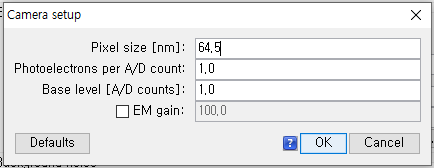 Camera setup
Pixel size [nm]: 64,5
Photoelectrons per A/D count: 1,0
Base level [A/D counts]: 1,0
EM gain: 100,0
Defaults ? OK Cancel